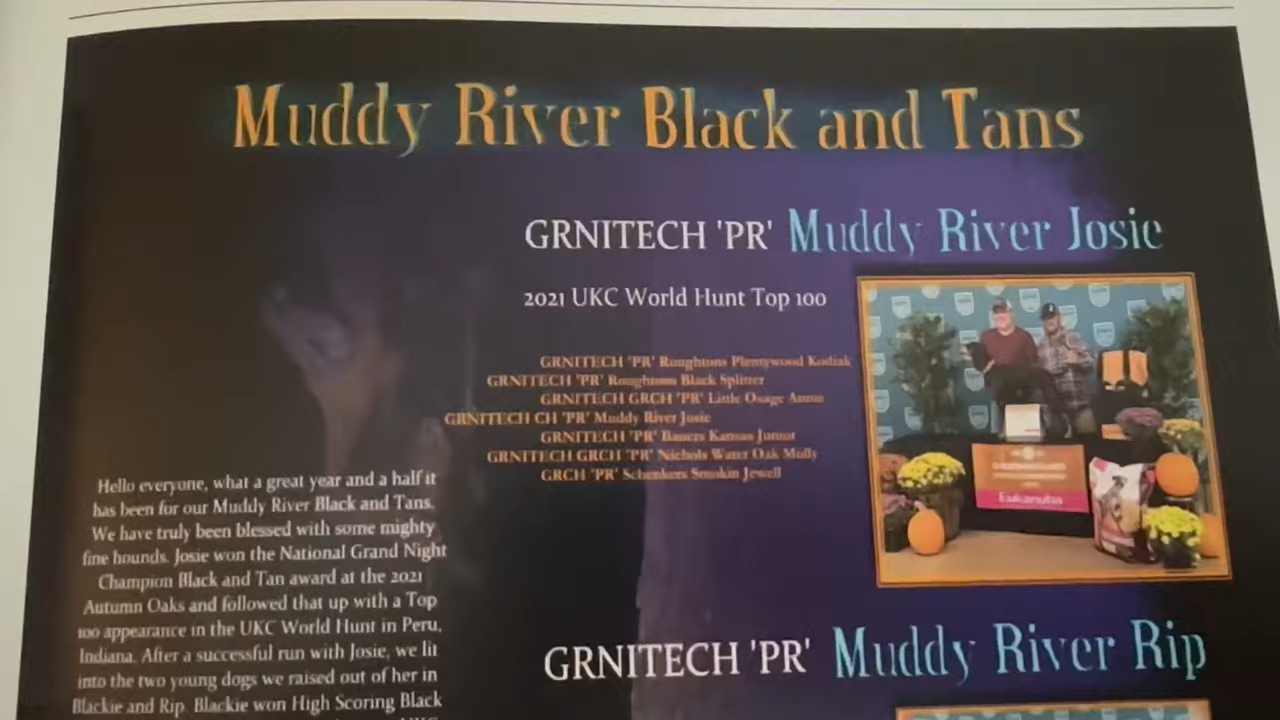 Muddy River Black and Tans
GRNITECH 'PR' Muddy River Josie
2021 UKC World Hunt Top 100
GRNITECH 'PR' Roughtons Plentywood Kodiak
GRNITECH 'PR' Roughtons Black Splitter
GRNITECH GRCH 'PR' Little Osage Annie
GRNITECH CH 'PR' Muddy River Josie
GRNITECH 'PR' Bauers Kansas Junior
GRNITECH GRCH 'PR' Nichols Water Oak Molly
GRCH 'PR' Schenkers Smokin Jewell
Eukanuba
Hello everyone, what a great year and a half it
has been for our Muddy River Black and Tans.
We have truly been blessed with some mighty
fine hounds. Josie won the National Grand Night
Champion Black and Tan award at the 2021
Autumn Oaks and followed that up with a Top
100 appearance in the UKC World Hunt in Peru,
Indiana. After a successful run with Josie, we lit
into the two young dogs we raised out of her in
Blackie and Rip. Blackie won High Scoring Black
GRNITECH 'PR' Muddy River Rip